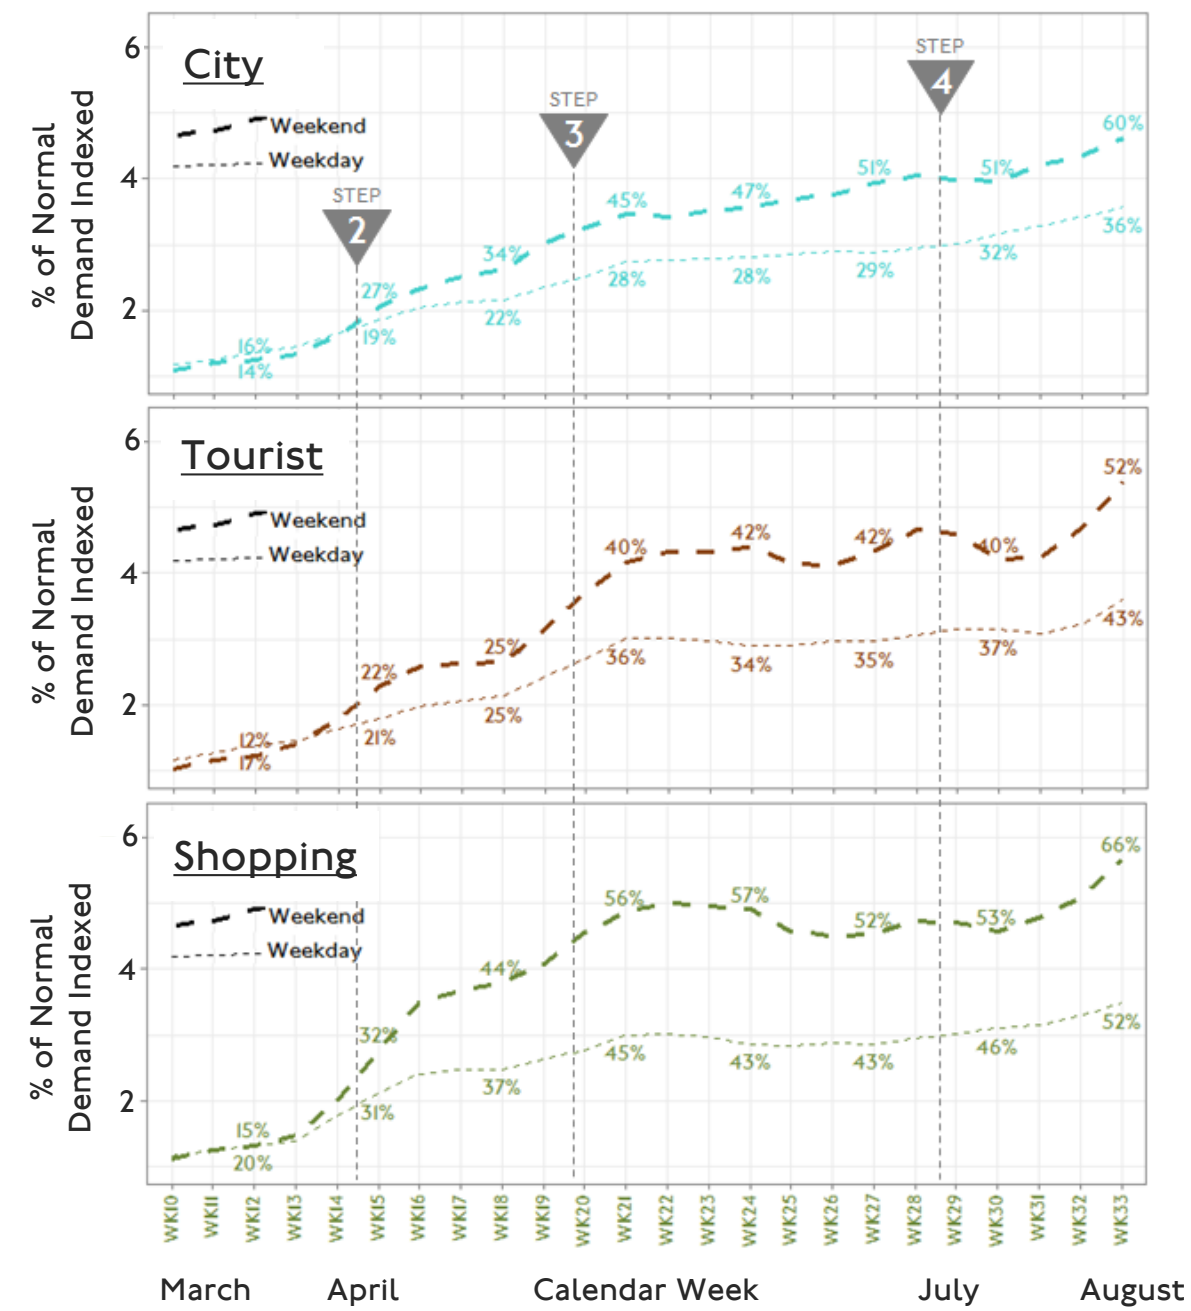 City
% of Normal
Demand Indexed
6
4
2
Weekend
Weekday
STEP
2
STEP
3
STEP
4
16%
14%
27%
19%
34%
22%
45%
28%
47%
28%
51%
29%
51%
32%
60%
36%
Tourist
% of Normal
Demand Indexed
6
4
2
Weekend
Weekday
12%
17%
22%
21%
25%
25%
40%
36%
42%
34%
42%
35%
40%
37%
52%
43%
Shopping
% of Normal
Demand Indexed
6
4
2
Weekend
Weekday
15%
20%
32%
31%
44%
37%
56%
45%
57%
43%
52%
43%
53%
46%
66%
52%
WK10
WK11
WK12
WK13
WK14
WK15
WK16
WK17
WK18
WK19
WK20
WK21
WK22
WK23
WK24
WK25
WK26
WK27
WK28
WK29
WK30
WK31
WK32
WK33
March April Calendar Week July August